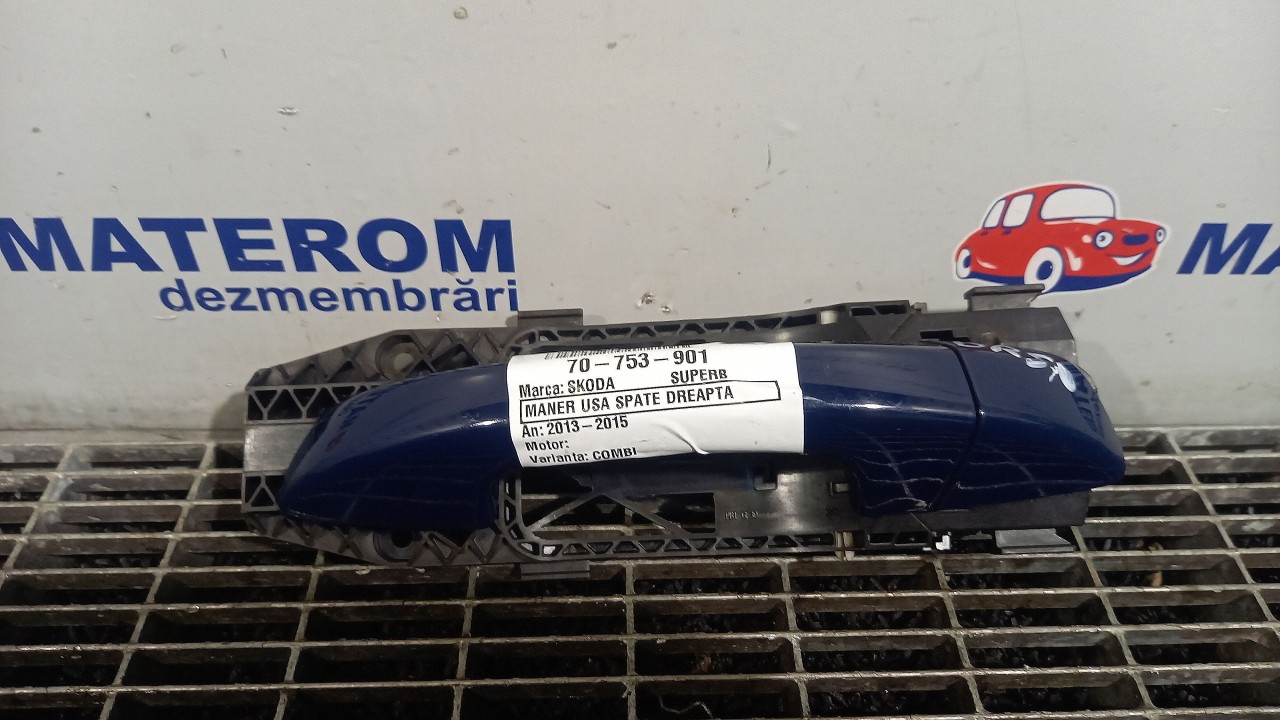 MATEROM
dezmembrări
MA
70-753-901
Marca: SKODA SUPERB
MANER USA SPATE DREAPTA
An: 2013-2015
Motor:
Varianta: COMBI